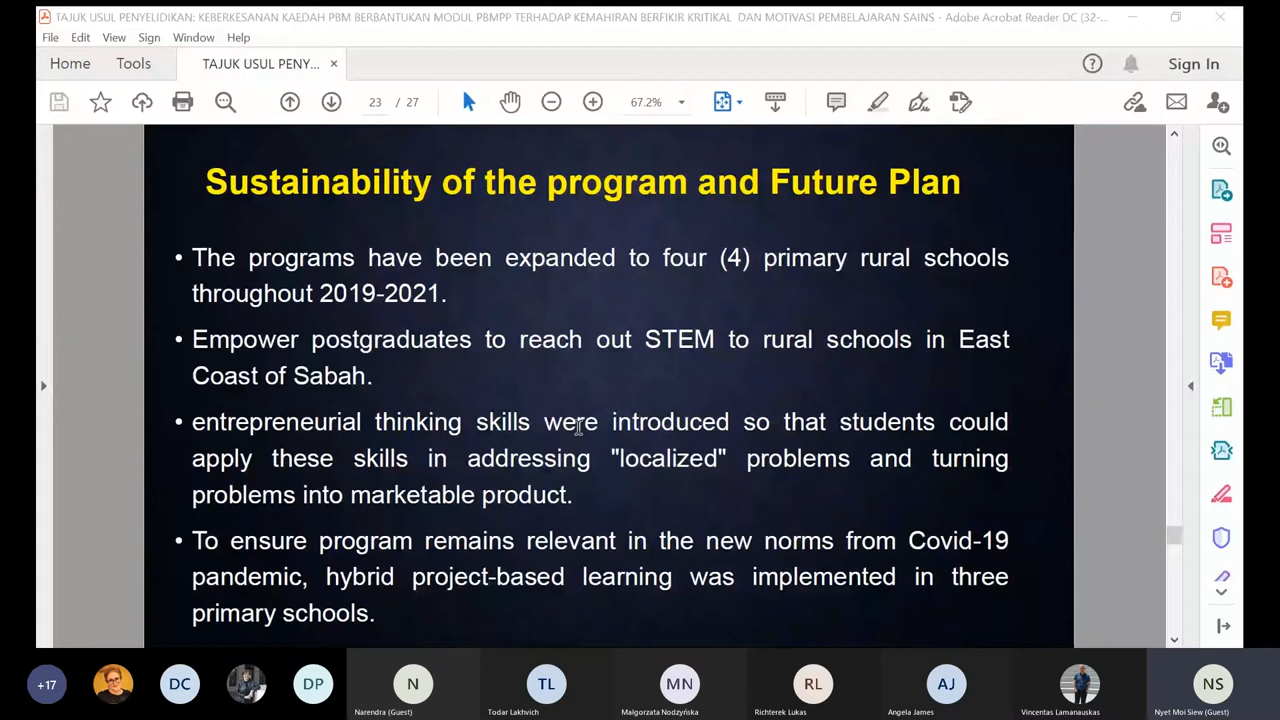 TAJUK USUL PENYELIDIKAN: KEBERKESANAN KAEDAH PBM BERBANTUKAN MODUL PBMPP TERHADAP KEMAHIRAN BERFIKIR KRITIKAL DAN MOTIVASI PEMBELAJARAN SAINS - Adobe Acrobat Reader DC (32-...
File Edit View Sign Window Help
Home Tools TAJUK USUL PENY... × Sign In
23 / 27 67.2%
Sustainability of the program and Future Plan
• The programs have been expanded to four (4) primary rural schools
throughout 2019-2021.
• Empower postgraduates to reach out STEM to rural schools in East
Coast of Sabah.
• entrepreneurial thinking skills were introduced so that students could
apply these skills in addressing "localized" problems and turning
problems into marketable product.
• To ensure program remains relevant in the new norms from Covid-19
pandemic, hybrid project-based learning was implemented in three
primary schools.
+17 DC DP N TL MN RL AJ NS
Narendra (Guest) Todar Lakhvich Małgorzata Nodzyńska Richterek Lukas Angela James Vincentas Lamanauskas Nyet Moi Siew (Guest)